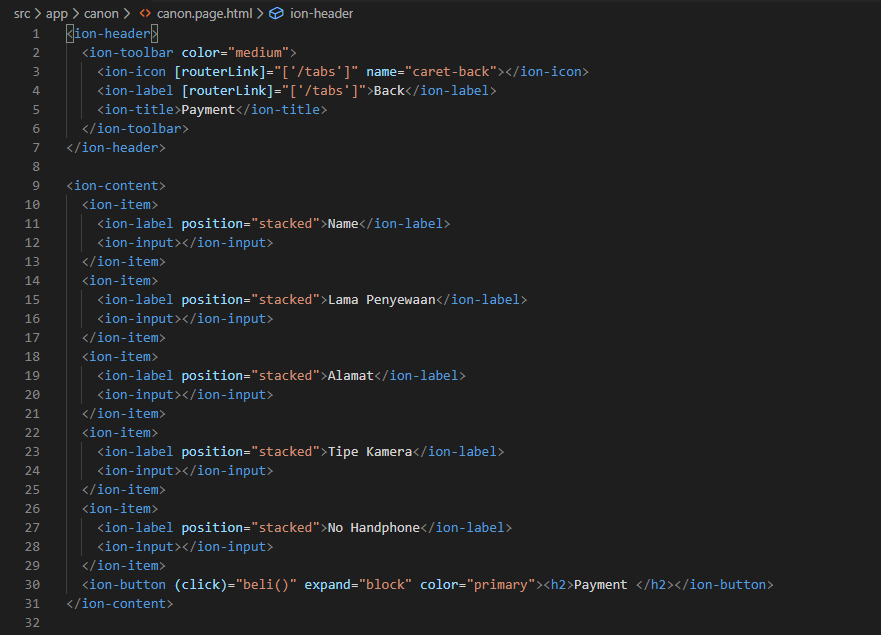 src > app > canon > <> canon.page.html > ion-header
1 <ion-header>
2   <ion-toolbar color="medium">
3     <ion-icon [routerLink]="['/tabs']" name="caret-back"></ion-icon>
4     <ion-label [routerLink]="['/tabs']">Back</ion-label>
5     <ion-title>Payment</ion-title>
6   </ion-toolbar>
7 </ion-header>
8
9 <ion-content>
10   <ion-item>
11     <ion-label position="stacked">Name</ion-label>
12     <ion-input></ion-input>
13   </ion-item>
14   <ion-item>
15     <ion-label position="stacked">Lama Penyewaan</ion-label>
16     <ion-input></ion-input>
17   </ion-item>
18   <ion-item>
19     <ion-label position="stacked">Alamat</ion-label>
20     <ion-input></ion-input>
21   </ion-item>
22   <ion-item>
23     <ion-label position="stacked">Tipe Kamera</ion-label>
24     <ion-input></ion-input>
25   </ion-item>
26   <ion-item>
27     <ion-label position="stacked">No Handphone</ion-label>
28     <ion-input></ion-input>
29   </ion-item>
30   <ion-button (click)="beli()" expand="block" color="primary"><h2>Payment </h2></ion-button>
31 </ion-content>
32